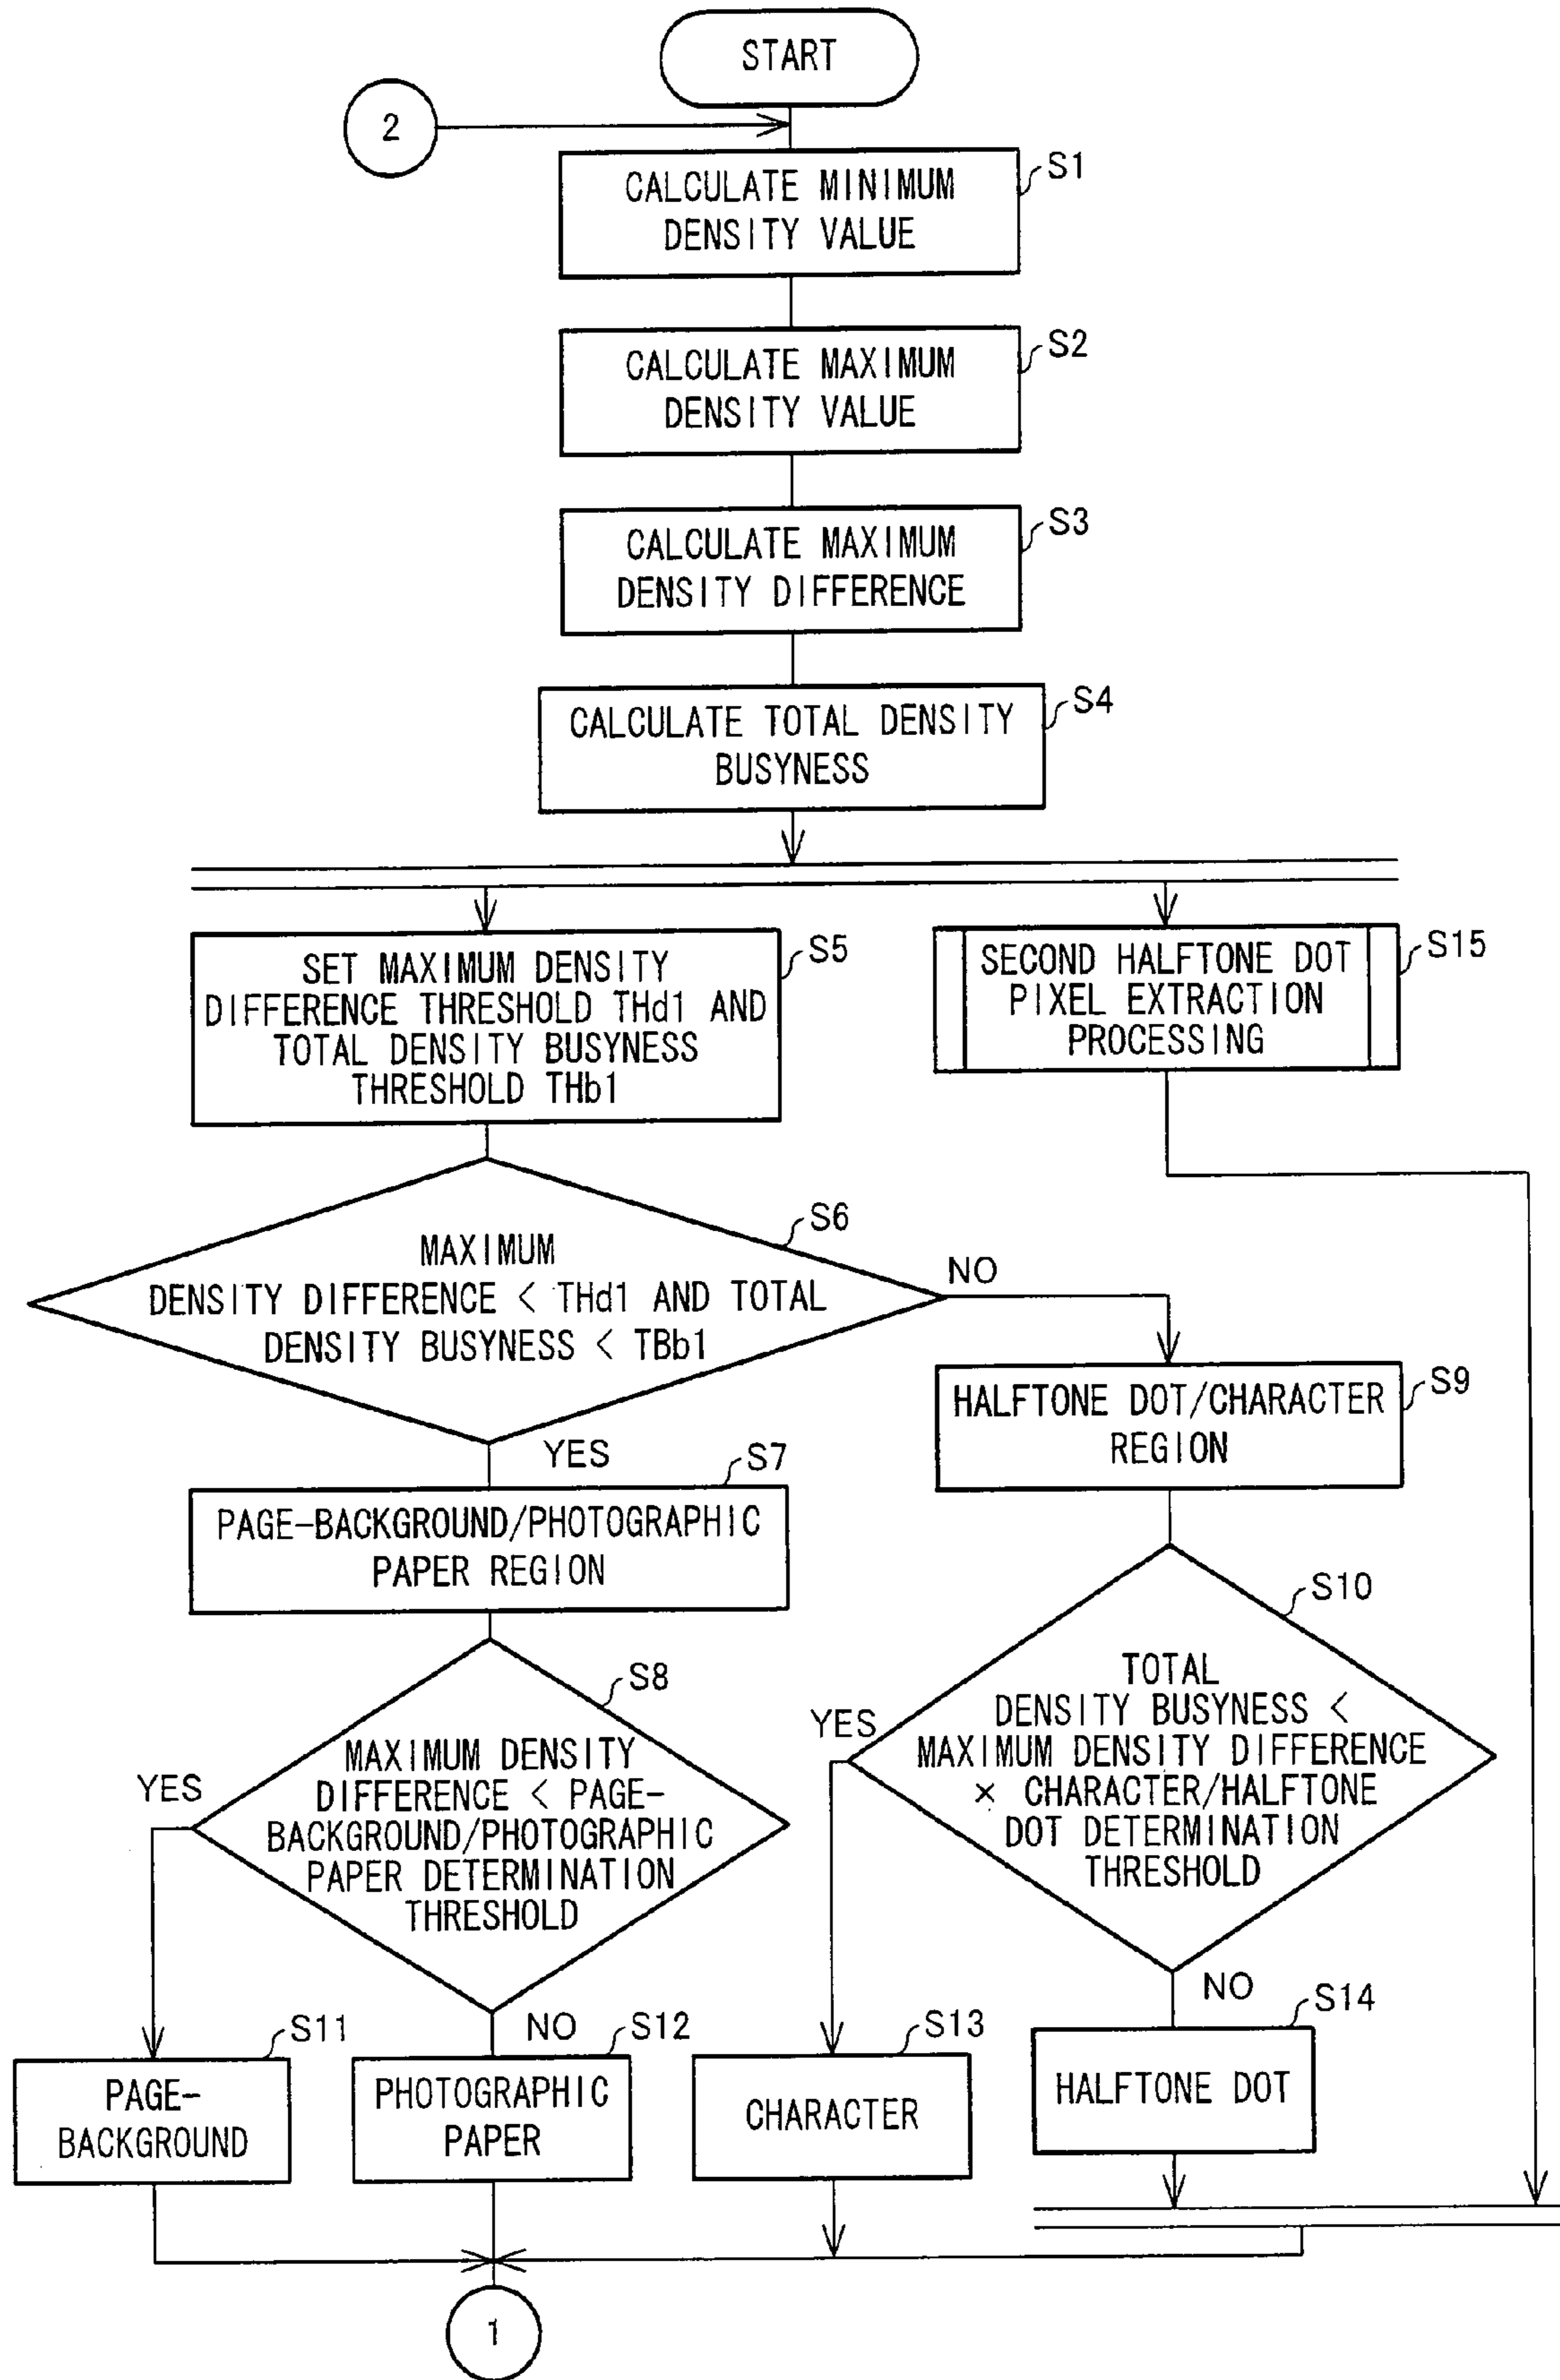 START
2
CALCULATE MINIMUM
DENSITY VALUE
S1
CALCULATE MAXIMUM
DENSITY VALUE
S2
CALCULATE MAXIMUM
DENSITY DIFFERENCE
S3
CALCULATE TOTAL DENSITY
BUSYNESS
S4
SET MAXIMUM DENSITY
DIFFERENCE THRESHOLD THd1 AND
TOTAL DENSITY BUSYNESS
THRESHOLD THb1
S5
SECOND HALFTONE DOT
PIXEL EXTRACTION
PROCESSING
S15
MAXIMUM
DENSITY DIFFERENCE < THd1 AND TOTAL
DENSITY BUSYNESS < TBb1
S6
NO
YES
HALFTONE DOT/CHARACTER
REGION
S9
PAGE-BACKGROUND/PHOTOGRAPHIC
PAPER REGION
S7
MAXIMUM DENSITY
DIFFERENCE < PAGE-
BACKGROUND/PHOTOGRAPHIC
PAPER DETERMINATION
THRESHOLD
S8
YES
NO
TOTAL
DENSITY BUSYNESS <
MAXIMUM DENSITY DIFFERENCE
× CHARACTER/HALFTONE
DOT DETERMINATION
THRESHOLD
S10
YES
NO
PAGE-
BACKGROUND
S11
PHOTOGRAPHIC
PAPER
S12
CHARACTER
S13
HALFTONE DOT
S14
1